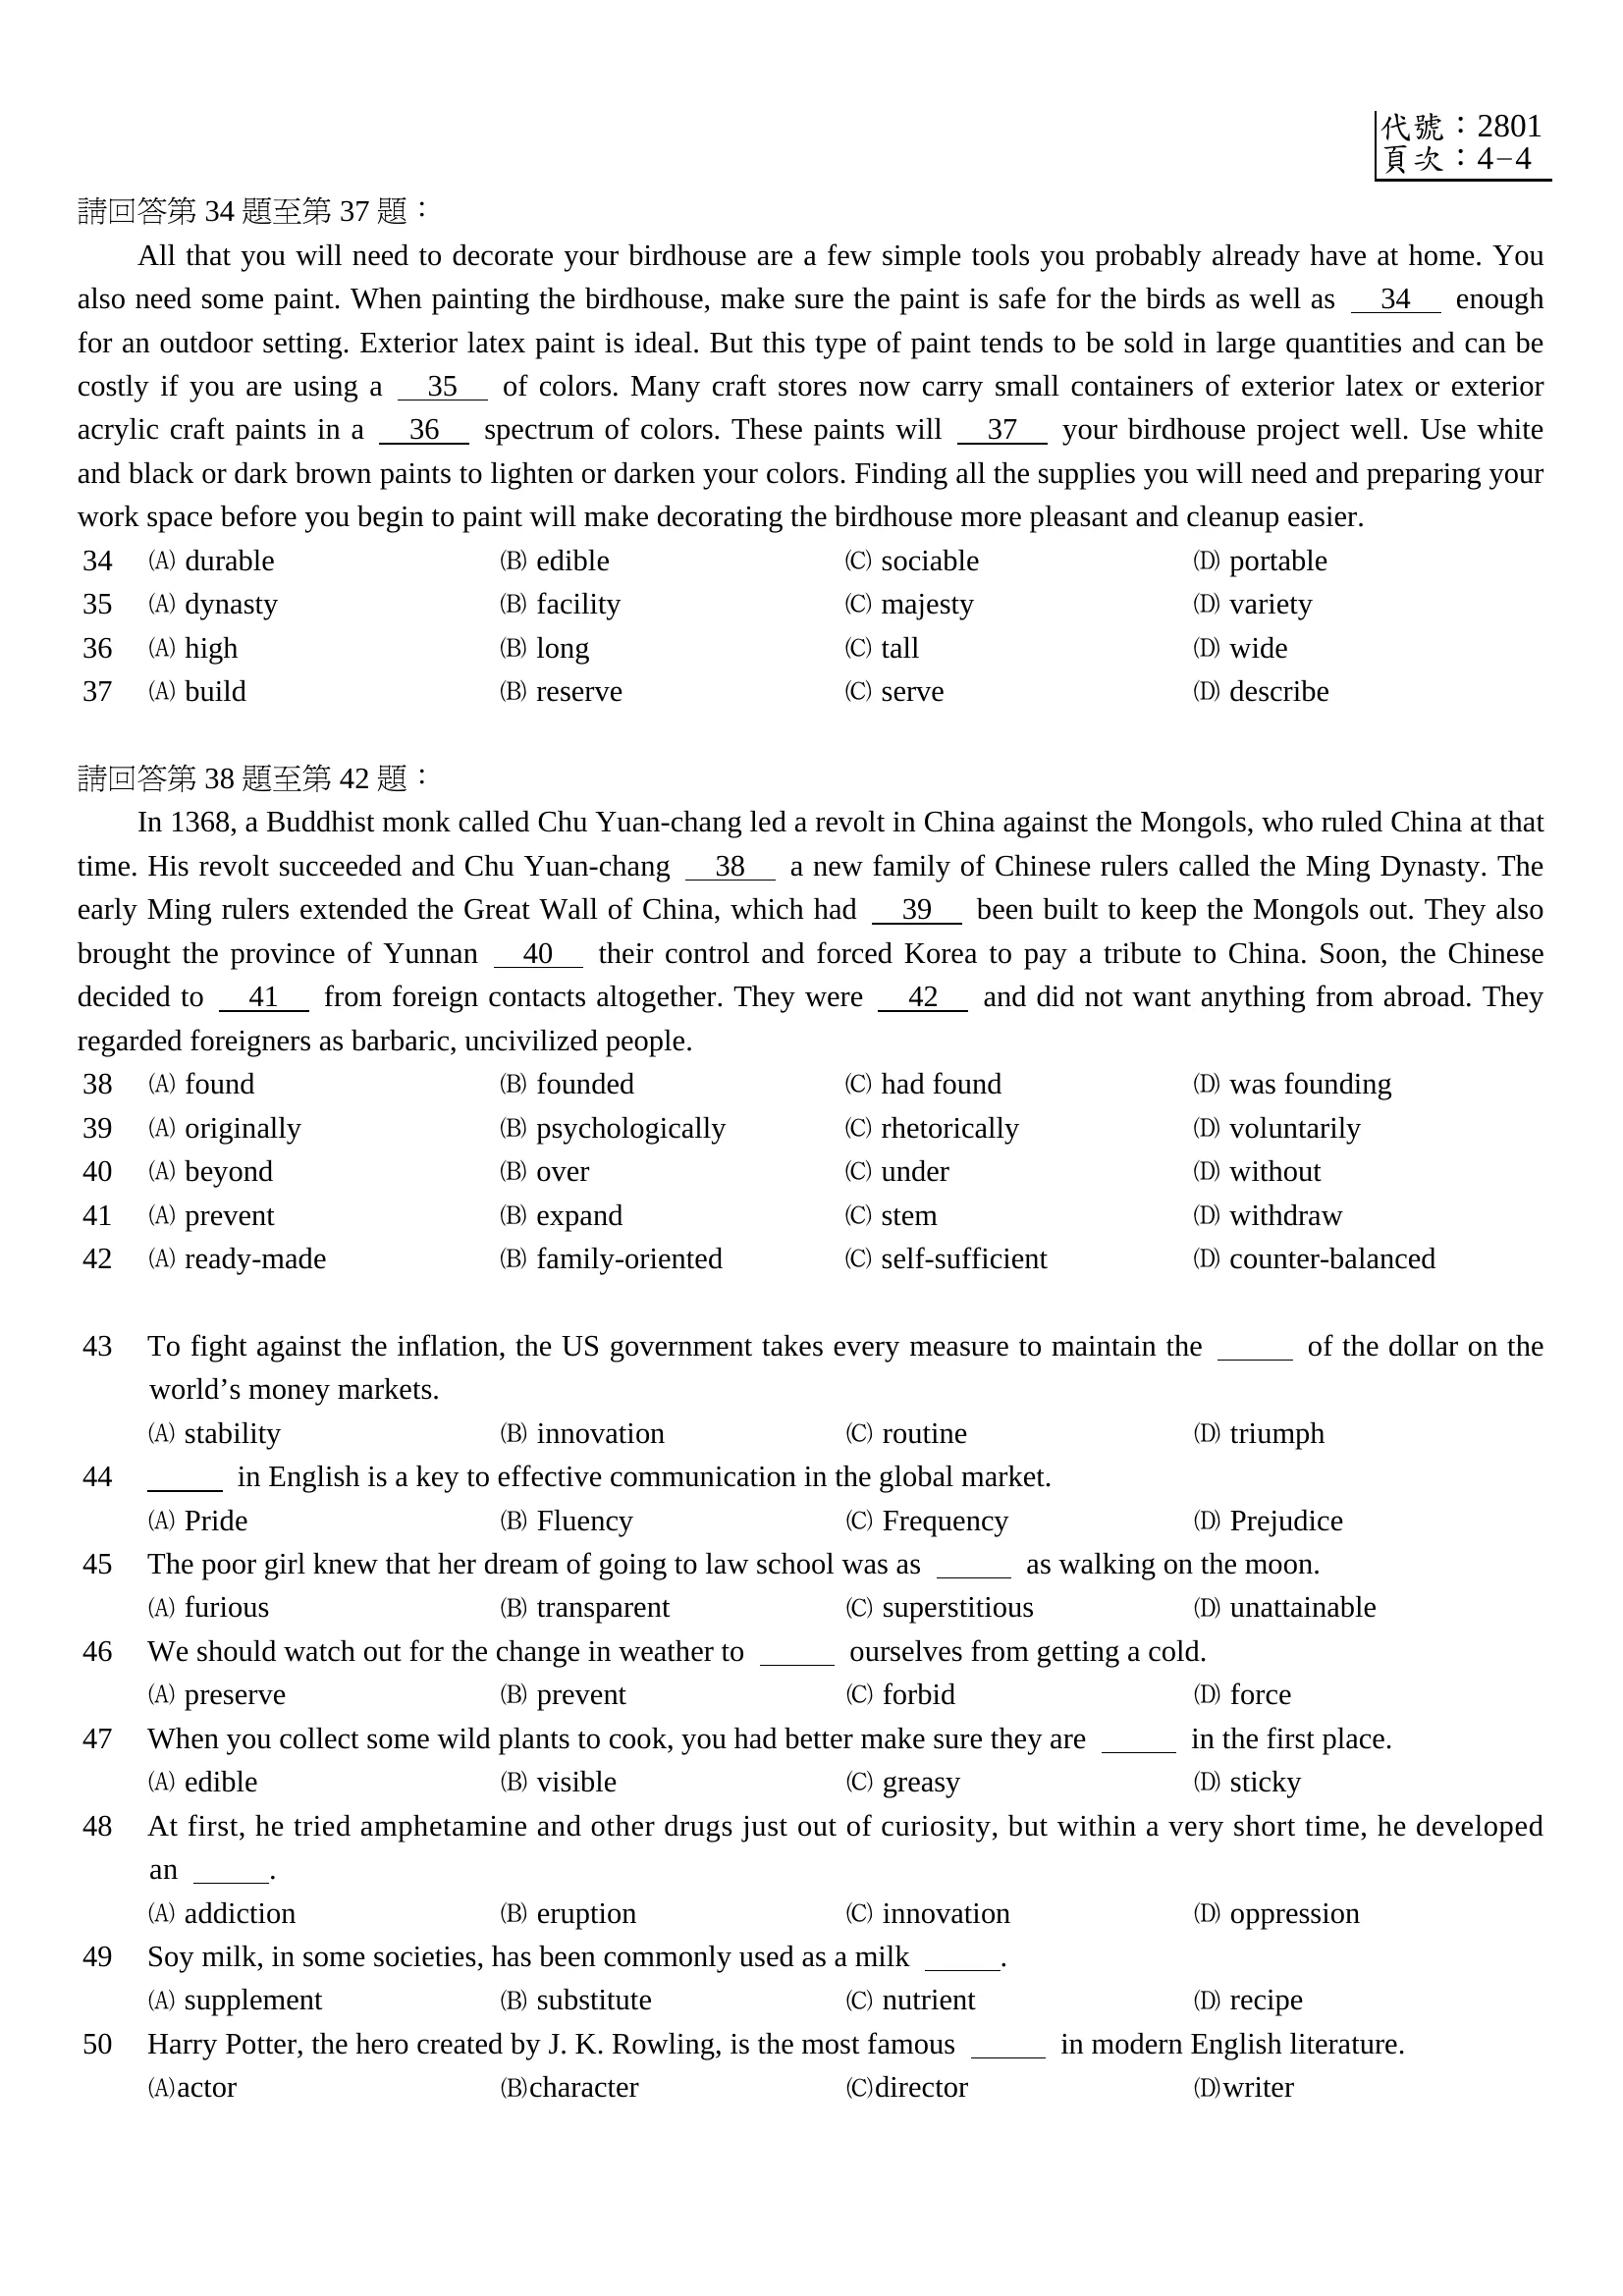 代號：2801
頁次：4－4
請回答第 34 題至第 37 題：
All that you will need to decorate your birdhouse are a few simple tools you probably already have at home. You
also need some paint. When painting the birdhouse, make sure the paint is safe for the birds as well as 34 enough
for an outdoor setting. Exterior latex paint is ideal. But this type of paint tends to be sold in large quantities and can be
costly if you are using a 35 of colors. Many craft stores now carry small containers of exterior latex or exterior
acrylic craft paints in a 36 spectrum of colors. These paints will 37 your birdhouse project well. Use white
and black or dark brown paints to lighten or darken your colors. Finding all the supplies you will need and preparing your
work space before you begin to paint will make decorating the birdhouse more pleasant and cleanup easier.
34 (A) durable (B) edible (C) sociable (D) portable
35 (A) dynasty (B) facility (C) majesty (D) variety
36 (A) high (B) long (C) tall (D) wide
37 (A) build (B) reserve (C) serve (D) describe
請回答第 38 題至第 42 題：
In 1368, a Buddhist monk called Chu Yuan-chang led a revolt in China against the Mongols, who ruled China at that
time. His revolt succeeded and Chu Yuan-chang 38 a new family of Chinese rulers called the Ming Dynasty. The
early Ming rulers extended the Great Wall of China, which had 39 been built to keep the Mongols out. They also
brought the province of Yunnan 40 their control and forced Korea to pay a tribute to China. Soon, the Chinese
decided to 41 from foreign contacts altogether. They were 42 and did not want anything from abroad. They
regarded foreigners as barbaric, uncivilized people.
38 (A) found (B) founded (C) had found (D) was founding
39 (A) originally (B) psychologically (C) rhetorically (D) voluntarily
40 (A) beyond (B) over (C) under (D) without
41 (A) prevent (B) expand (C) stem (D) withdraw
42 (A) ready-made (B) family-oriented (C) self-sufficient (D) counter-balanced
43 To fight against the inflation, the US government takes every measure to maintain the _____ of the dollar on the
world’s money markets.
(A) stability (B) innovation (C) routine (D) triumph
44 _____ in English is a key to effective communication in the global market.
(A) Pride (B) Fluency (C) Frequency (D) Prejudice
45 The poor girl knew that her dream of going to law school was as _____ as walking on the moon.
(A) furious (B) transparent (C) superstitious (D) unattainable
46 We should watch out for the change in weather to _____ ourselves from getting a cold.
(A) preserve (B) prevent (C) forbid (D) force
47 When you collect some wild plants to cook, you had better make sure they are _____ in the first place.
(A) edible (B) visible (C) greasy (D) sticky
48 At first, he tried amphetamine and other drugs just out of curiosity, but within a very short time, he developed
an _____.
(A) addiction (B) eruption (C) innovation (D) oppression
49 Soy milk, in some societies, has been commonly used as a milk _____.
(A) supplement (B) substitute (C) nutrient (D) recipe
50 Harry Potter, the hero created by J. K. Rowling, is the most famous _____ in modern English literature.
(A)actor (B)character (C)director (D)writer